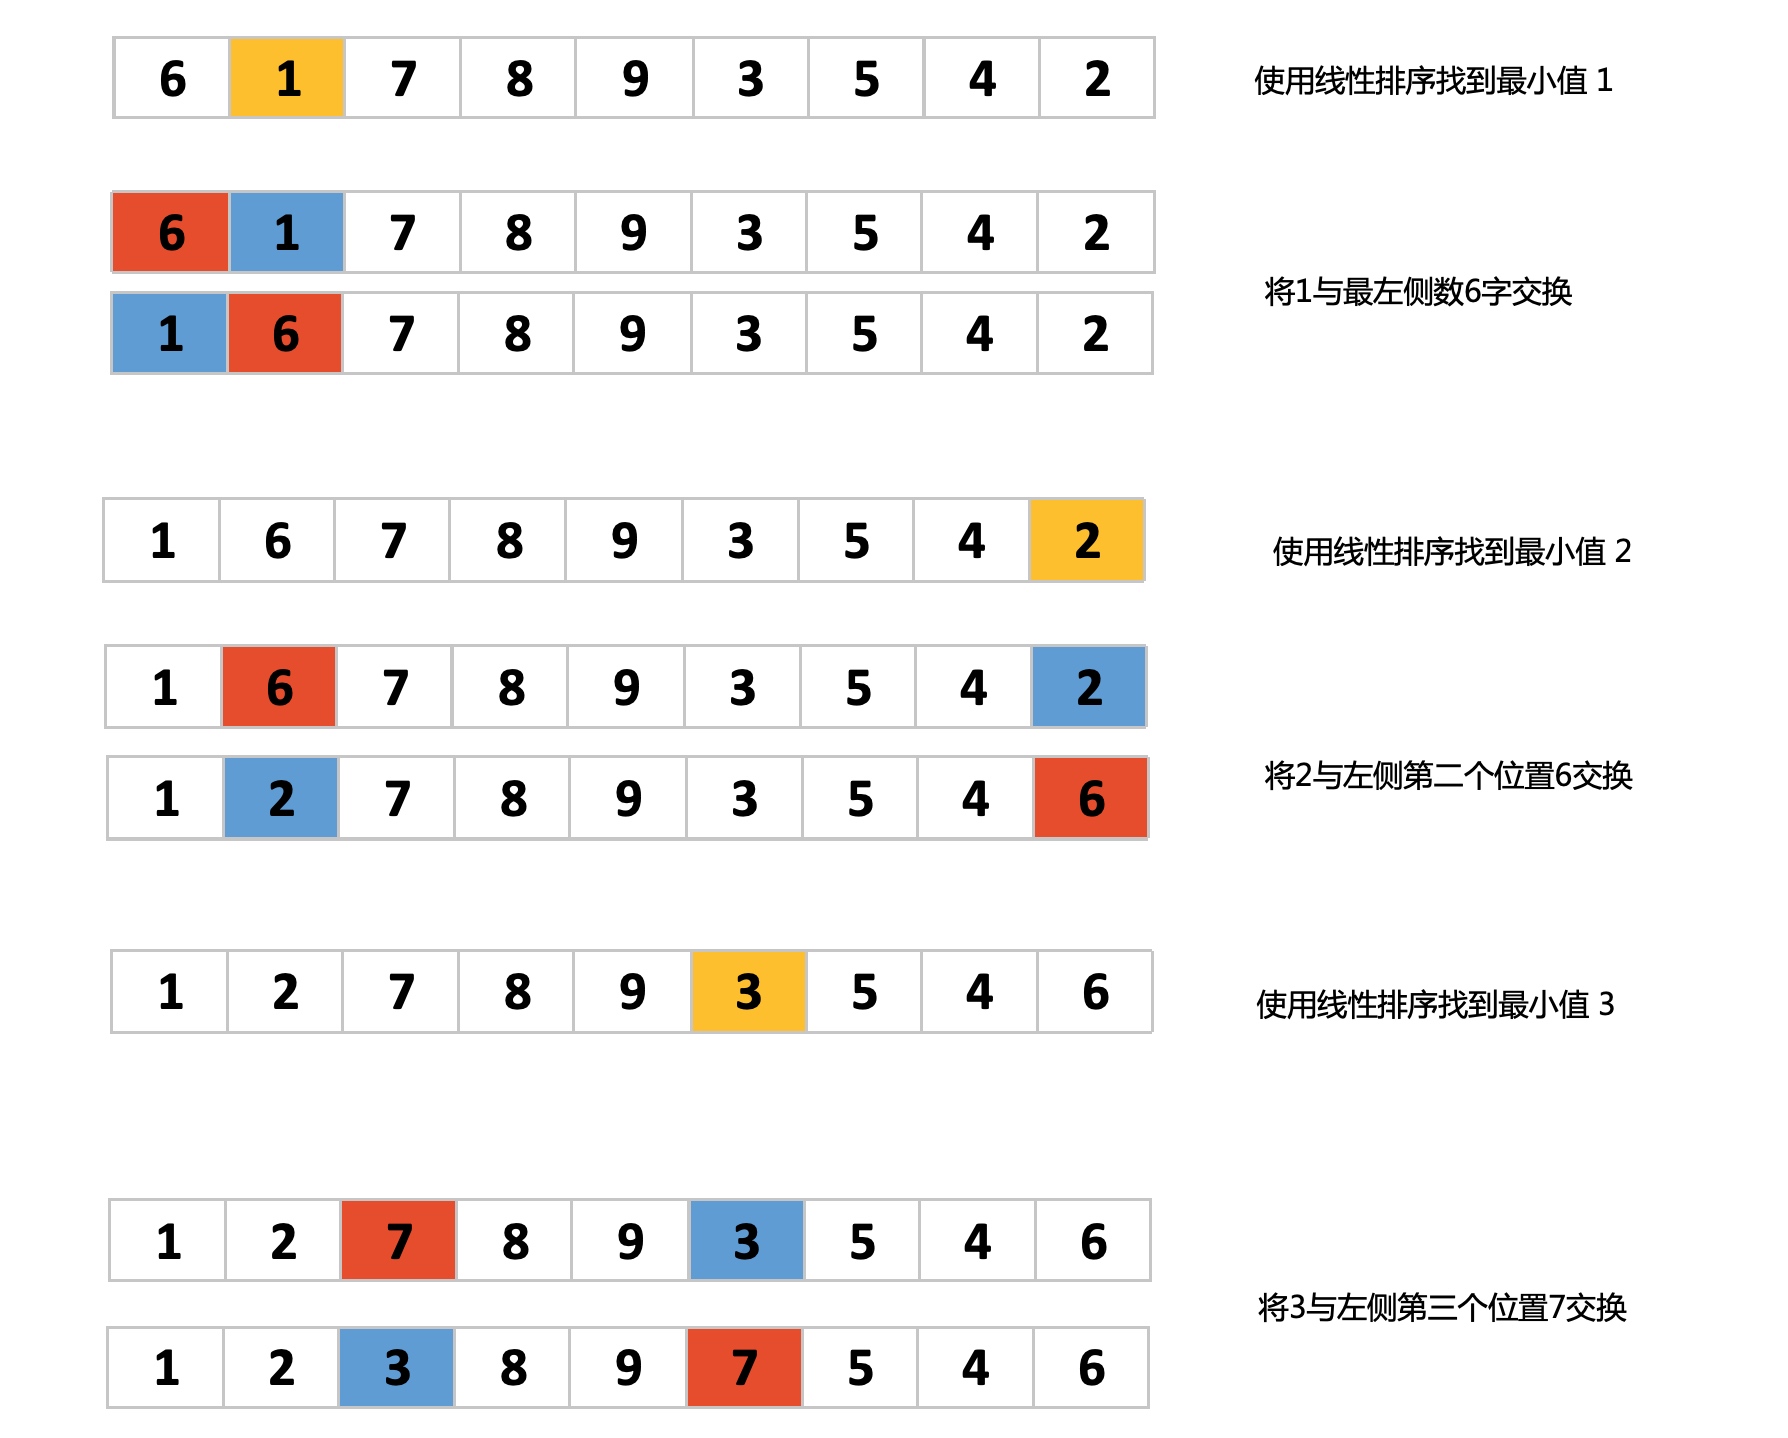 6 1 7 8 9 3 5 4 2 使用线性排序找到最小值 1
6 1 7 8 9 3 5 4 2
将1与最左侧数6字交换
1 6 7 8 9 3 5 4 2
1 6 7 8 9 3 5 4 2 使用线性排序找到最小值 2
1 6 7 8 9 3 5 4 2
将2与左侧第二个位置6交换
1 2 7 8 9 3 5 4 6
1 2 7 8 9 3 5 4 6 使用线性排序找到最小值 3
1 2 7 8 9 3 5 4 6
将3与左侧第三个位置7交换
1 2 3 8 9 7 5 4 6